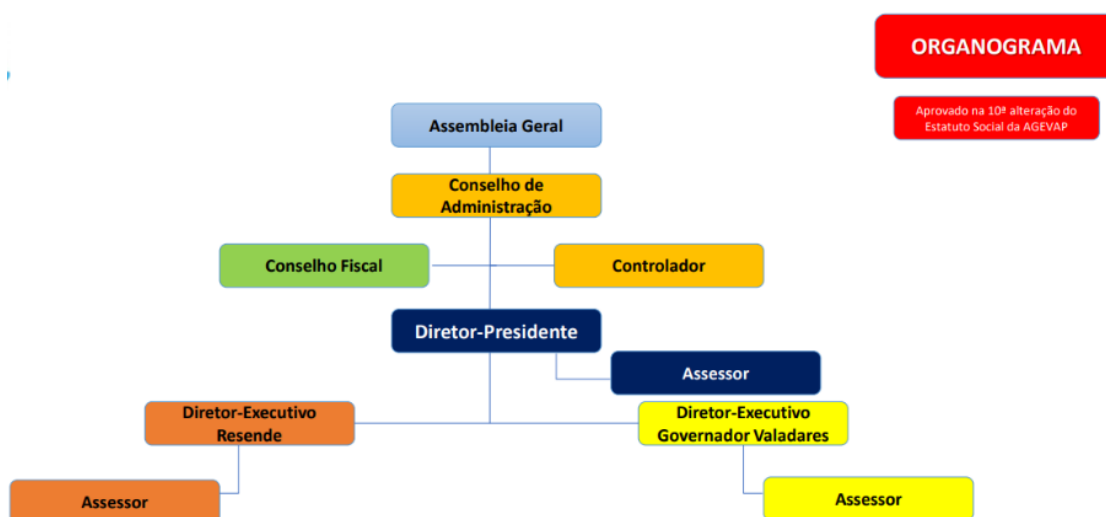 ORGANOGRAMA
Aprovado na 10ª alteração do
Estatuto Social da AGEVAP
Assembleia Geral
Conselho de
Administração
Conselho Fiscal
Controlador
Diretor-Presidente
Assessor
Diretor-Executivo
Resende
Diretor-Executivo
Governador Valadares
Assessor
Assessor